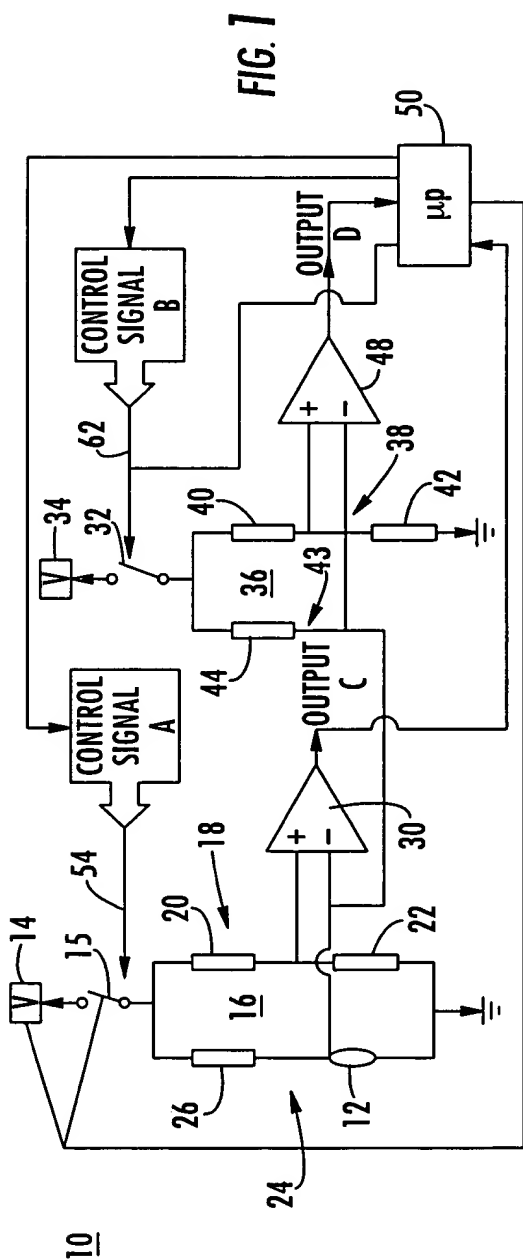 FIG. 1
10
14
V
15
54
CONTROL
SIGNAL
A
34
V
32
62
CONTROL
SIGNAL
B
50
µp
26
16
20
18
12
22
24
+
−
30
OUTPUT
C
44
36
40
43
38
42
+
−
48
OUTPUT
D